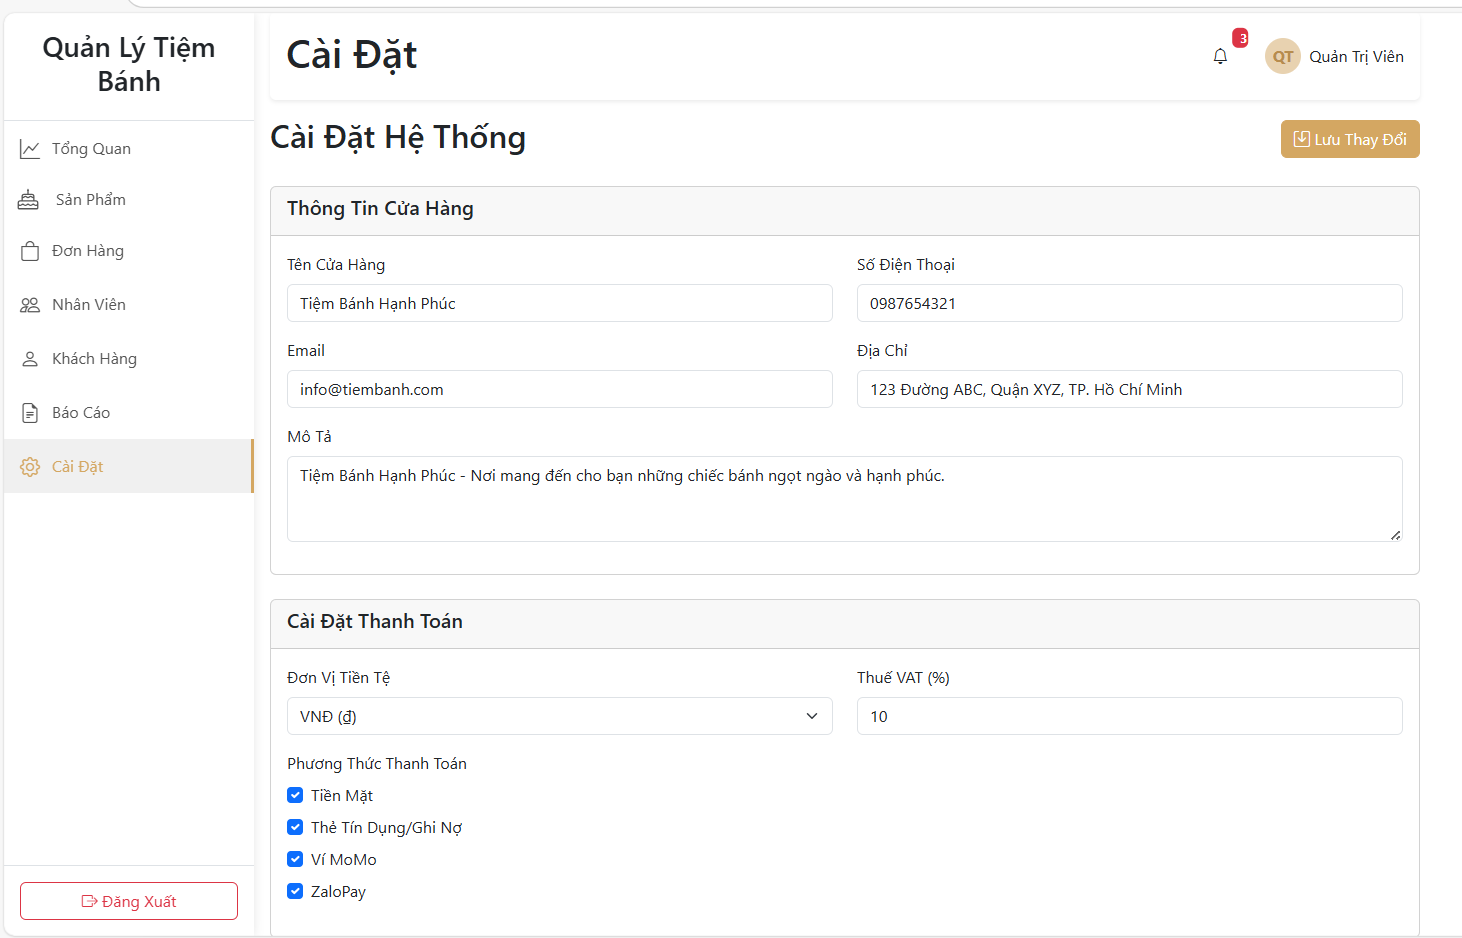 Quản Lý Tiệm
Bánh
Tổng Quan
Sản Phẩm
Đơn Hàng
Nhân Viên
Khách Hàng
Báo Cáo
Cài Đặt
Đăng Xuất
Cài Đặt
3
QT Quản Trị Viên
Cài Đặt Hệ Thống
Lưu Thay Đổi
Thông Tin Cửa Hàng
Tên Cửa Hàng
Tiệm Bánh Hạnh Phúc
Số Điện Thoại
0987654321
Email
info@tiembanh.com
Địa Chỉ
123 Đường ABC, Quận XYZ, TP. Hồ Chí Minh
Mô Tả
Tiệm Bánh Hạnh Phúc - Nơi mang đến cho bạn những chiếc bánh ngọt ngào và hạnh phúc.
Cài Đặt Thanh Toán
Đơn Vị Tiền Tệ
VNĐ (₫)
Thuế VAT (%)
10
Phương Thức Thanh Toán
Tiền Mặt
Thẻ Tín Dụng/Ghi Nợ
Ví MoMo
ZaloPay